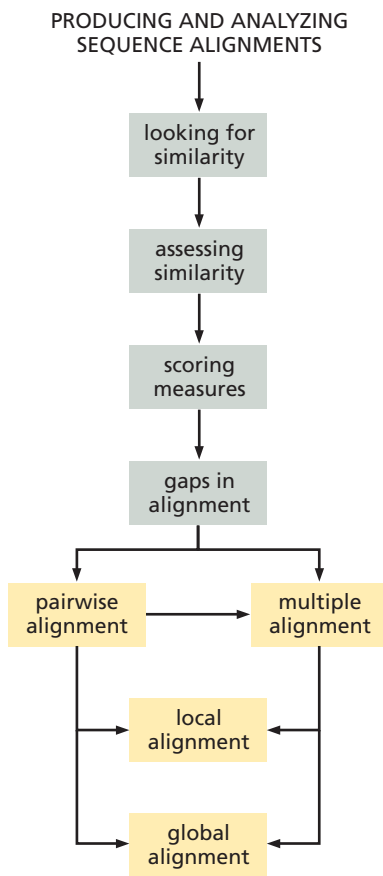 PRODUCING AND ANALYZING
SEQUENCE ALIGNMENTS
looking for
similarity
assessing
similarity
scoring
measures
gaps in
alignment
pairwise
alignment
multiple
alignment
local
alignment
global
alignment